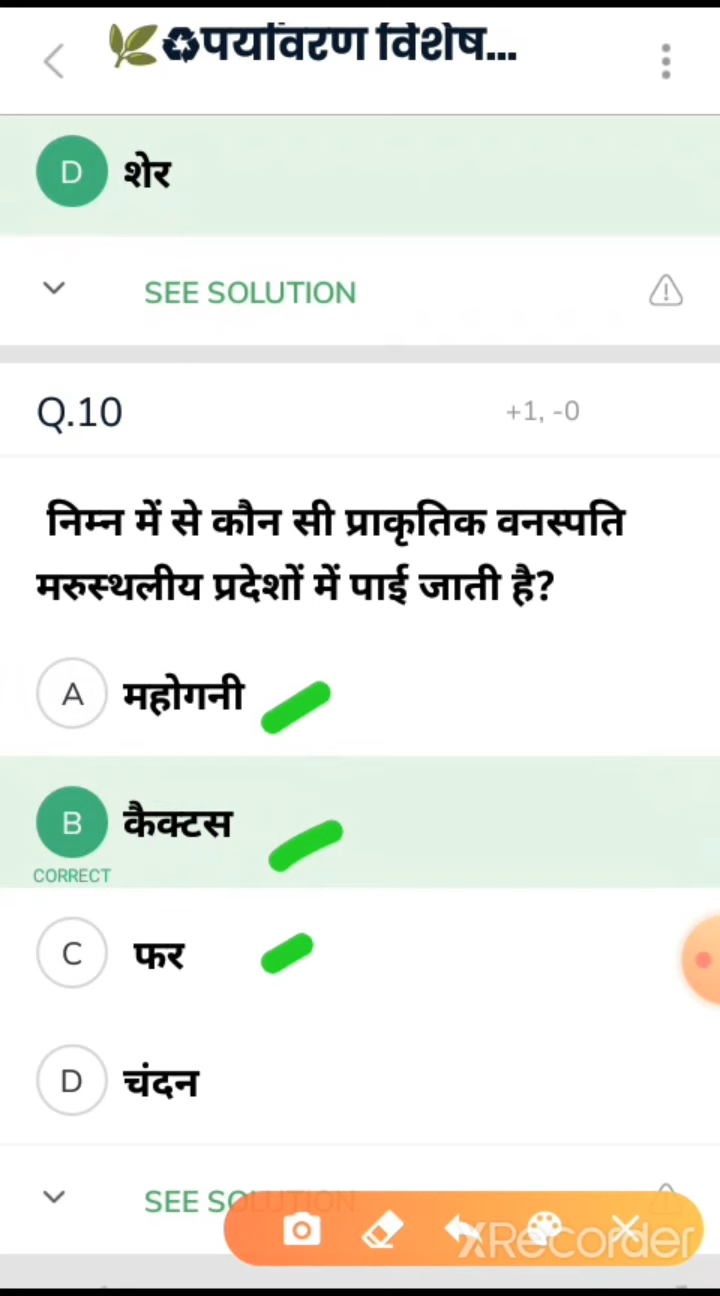 पर्यावरण विशेष...
D शेर
SEE SOLUTION
Q.10 +1, -0
निम्न में से कौन सी प्राकृतिक वनस्पति
मरुस्थलीय प्रदेशों में पाई जाती है?
A महोगनी
B कैक्टस
CORRECT
C फर
D चंदन
SEE SOLUTION
XRecorder